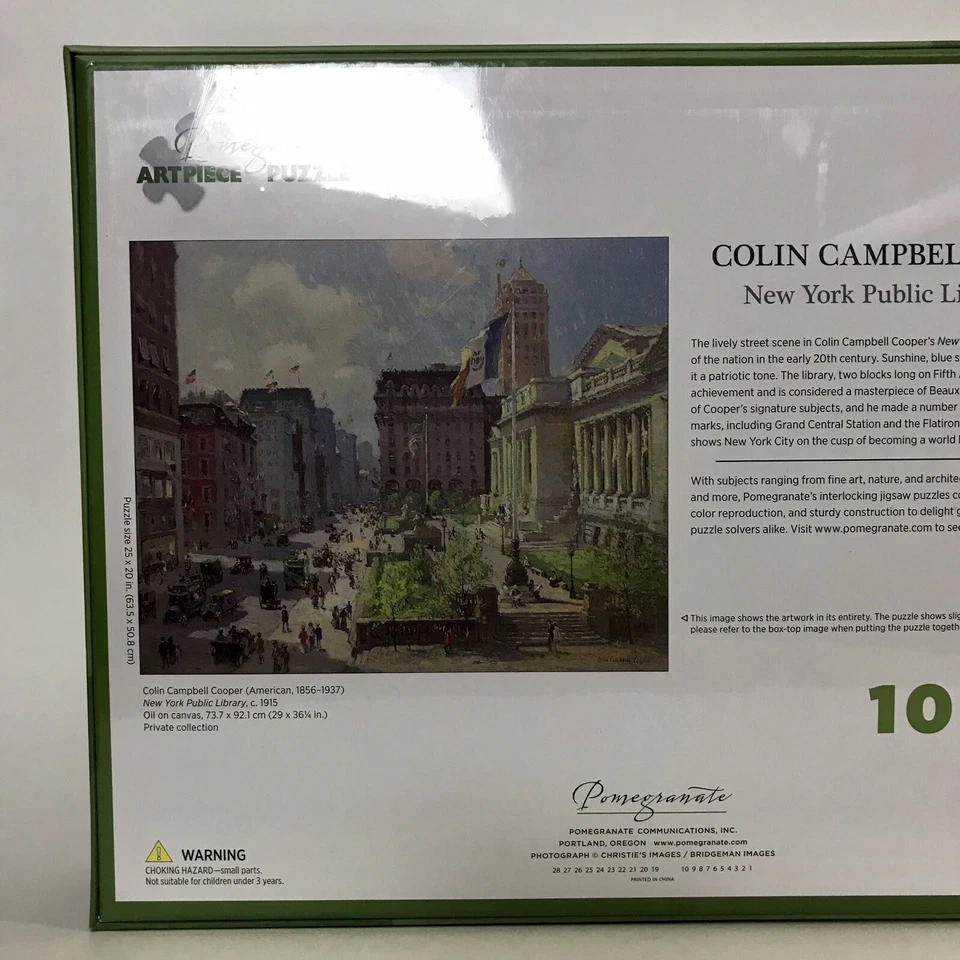 ARTPIECE PUZZLE
COLIN CAMPBEL
New York Public Li
The lively street scene in Colin Campbell Cooper's New
of the nation in the early 20th century. Sunshine, blue s
it a patriotic tone. The library, two blocks long on Fifth
achievement and is considered a masterpiece of Beaux
of Cooper's signature subjects, and he made a number
marks, including Grand Central Station and the Flatiron
shows New York City on the cusp of becoming a world
With subjects ranging from fine art, nature, and archite
and more, Pomegranate's interlocking jigsaw puzzles co
color reproduction, and sturdy construction to delight g
puzzle solvers alike. Visit www.pomegranate.com to see
◁ This image shows the artwork in its entirety. The puzzle shows slig
please refer to the box-top image when putting the puzzle togeth
Puzzle size 25 x 20 in. (63.5 x 50.8 cm)
Colin Campbell Cooper (American, 1856–1937)
New York Public Library, c. 1915
Oil on canvas, 73.7 x 92.1 cm (29 x 36¼ in.)
Private collection
10
Pomegranate
POMEGRANATE COMMUNICATIONS, INC.
PORTLAND, OREGON www.pomegranate.com
PHOTOGRAPH © CHRISTIE'S IMAGES / BRIDGEMAN IMAGES
28 27 26 25 24 23 22 21 20 19 10 9 8 7 6 5 4 3 2 1
PRINTED IN CHINA
WARNING
CHOKING HAZARD—small parts.
Not suitable for children under 3 years.